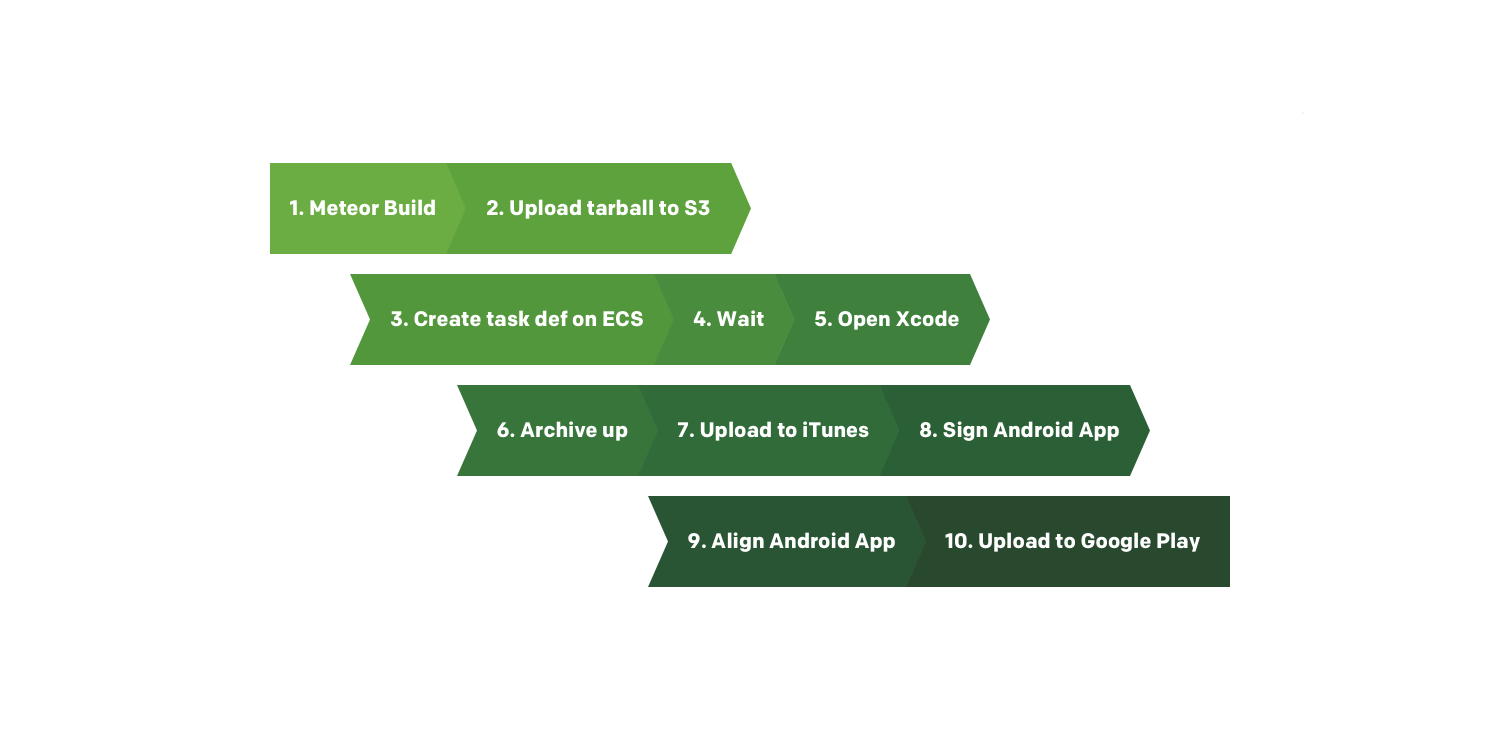 1. Meteor Build 2. Upload tarball to S3
3. Create task def on ECS 4. Wait 5. Open Xcode
6. Archive up 7. Upload to iTunes 8. Sign Android App
9. Align Android App 10. Upload to Google Play